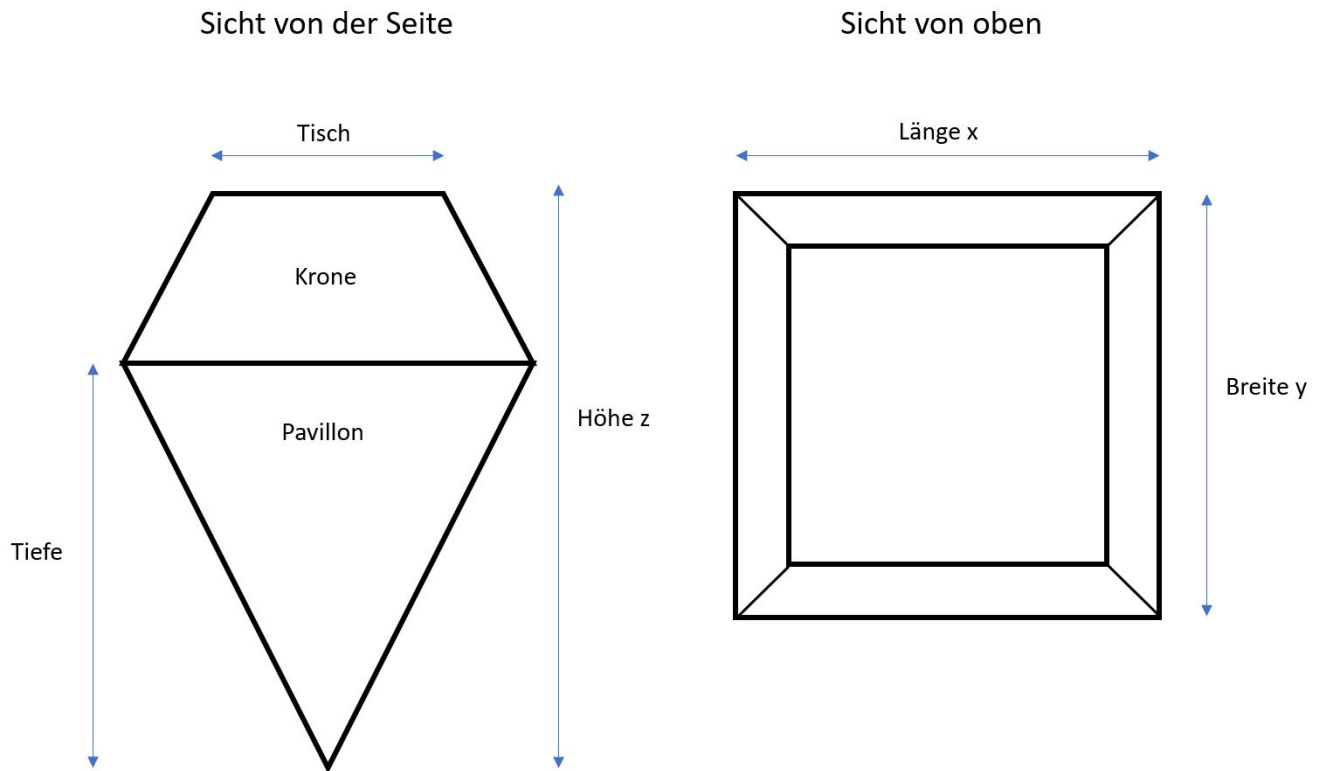 Sicht von der Seite
Sicht von oben
Tisch
Länge x
Krone
Pavillon
Höhe z
Breite y
Tiefe